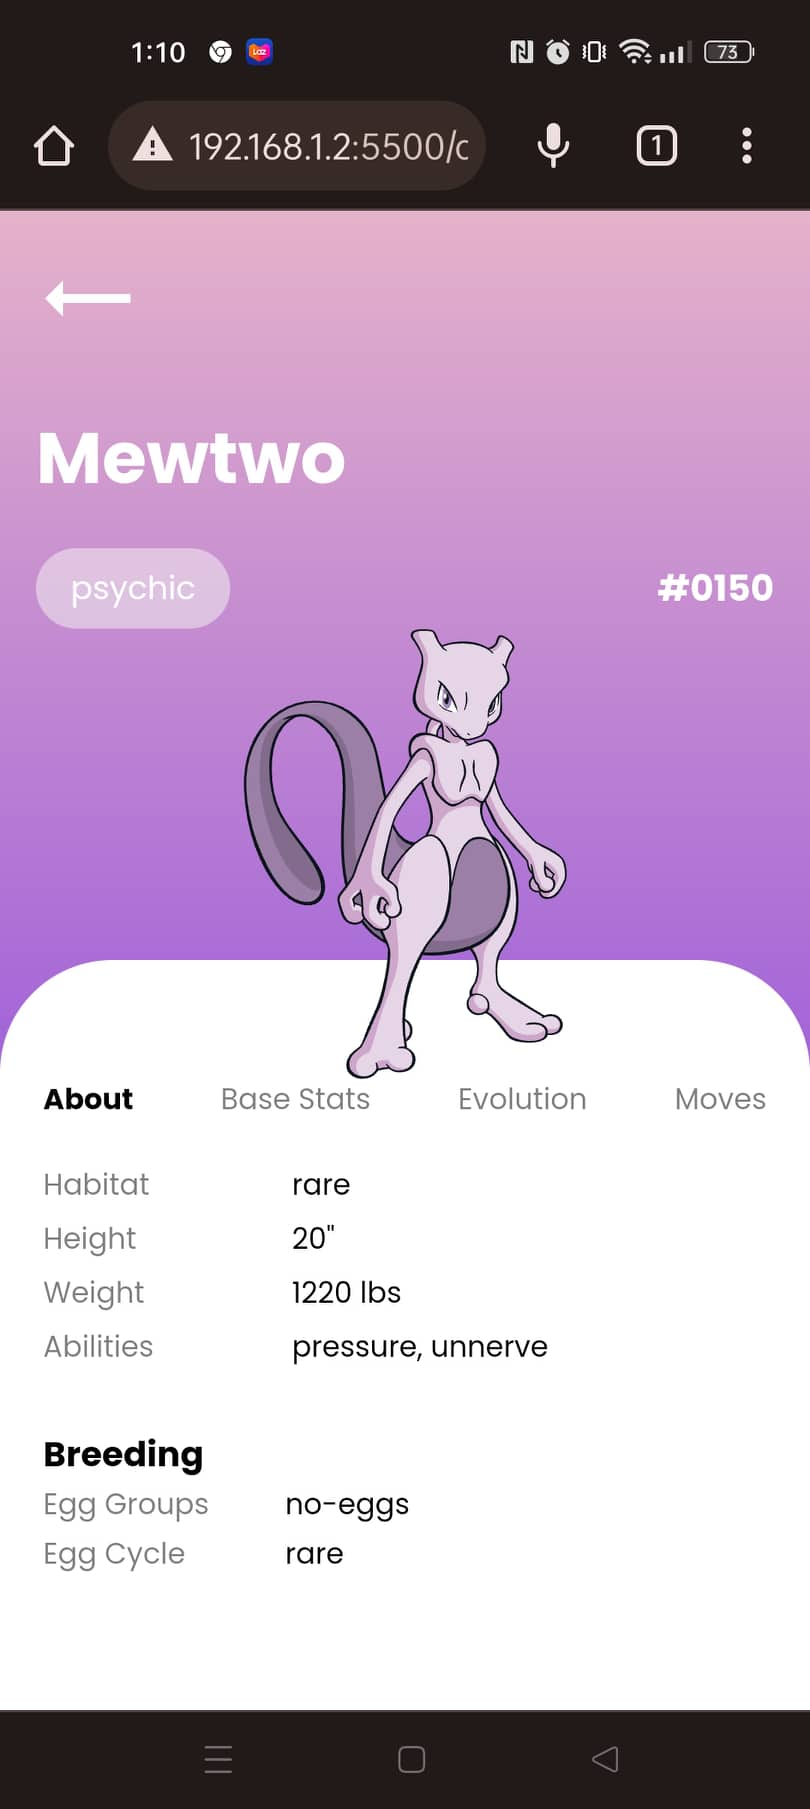 1:10 Laz 73
192.168.1.2:5500/c 1
Mewtwo
psychic #0150
About Base Stats Evolution Moves
Habitat rare
Height 20"
Weight 1220 lbs
Abilities pressure, unnerve
Breeding
Egg Groups no-eggs
Egg Cycle rare